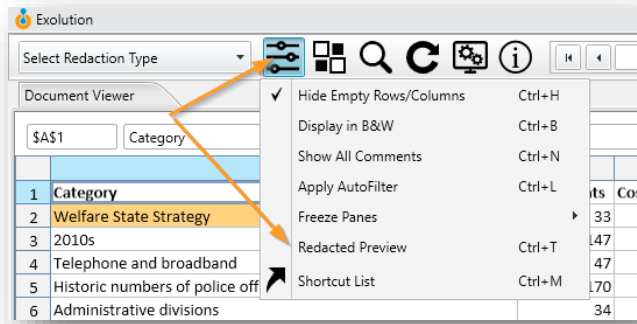 Exolution
Select Redaction Type
Document Viewer
$A$1 Category
Hide Empty Rows/Columns Ctrl+H
Display in B&W Ctrl+B
Show All Comments Ctrl+N
Apply AutoFilter Ctrl+L
Freeze Panes
Redacted Preview Ctrl+T
Shortcut List Ctrl+M
1 Category nts Cos
2 Welfare State Strategy 33
3 2010s 147
4 Telephone and broadband 47
5 Historic numbers of police off 170
6 Administrative divisions 34